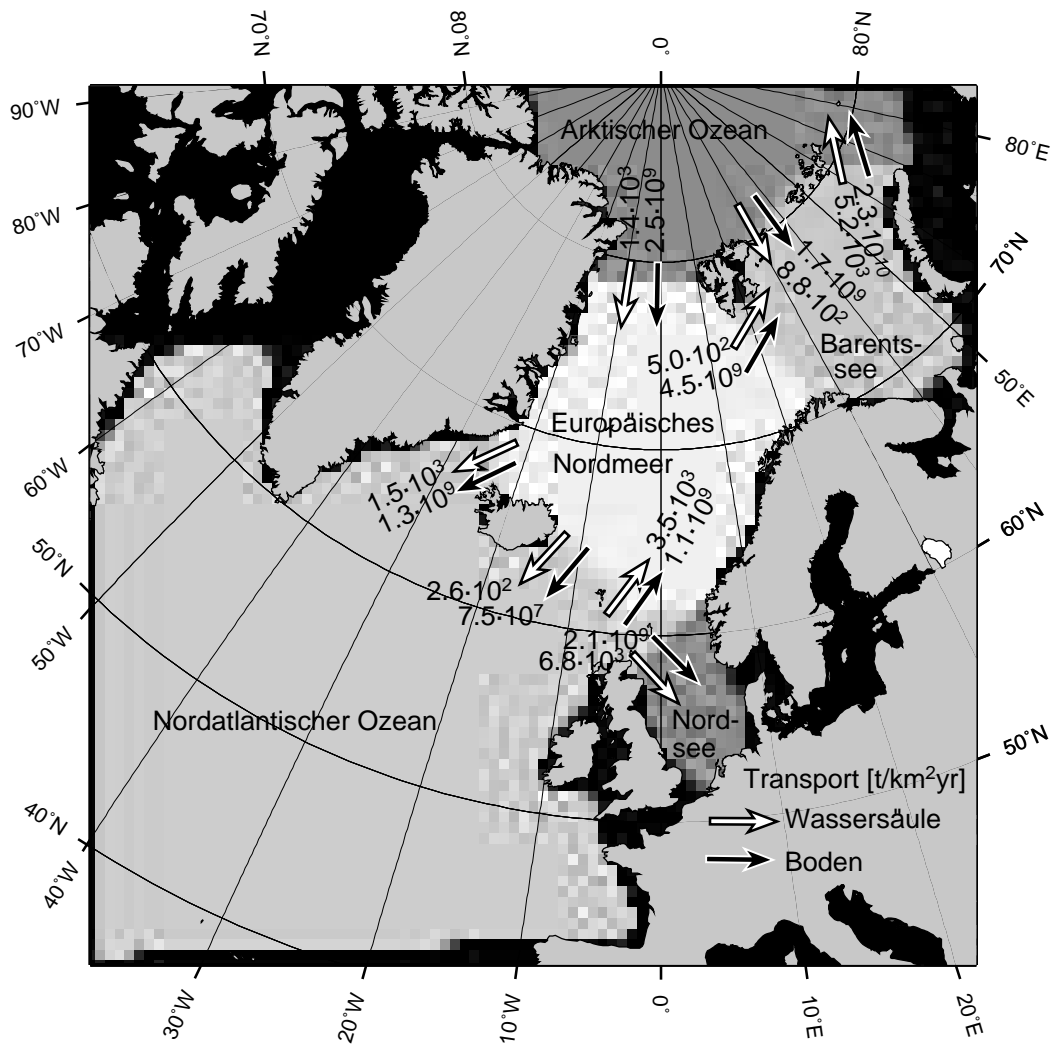 70°N
80°N
0°
80°N
90°W
80°E
80°W
70°N
70°W
50°E
60°W
60°N
50°N
50°W
50°N
40°N
40°W
30°W
20°W
10°W
0°
10°E
20°E
Arktischer Ozean
1.4·10³
2.5·10⁹
2.3·10¹⁰
5.2·10³
1.7·10⁹
8.8·10²
5.0·10²
4.5·10⁹
Barents-
see
Europäisches
Nordmeer
1.5·10³
1.3·10⁹
3.5·10³
1.1·10⁹
2.6·10²
7.5·10⁷
2.1·10⁹
6.8·10³
Nordatlantischer Ozean
Nord-
see
Transport [t/km²yr]
Wassersäule
Boden